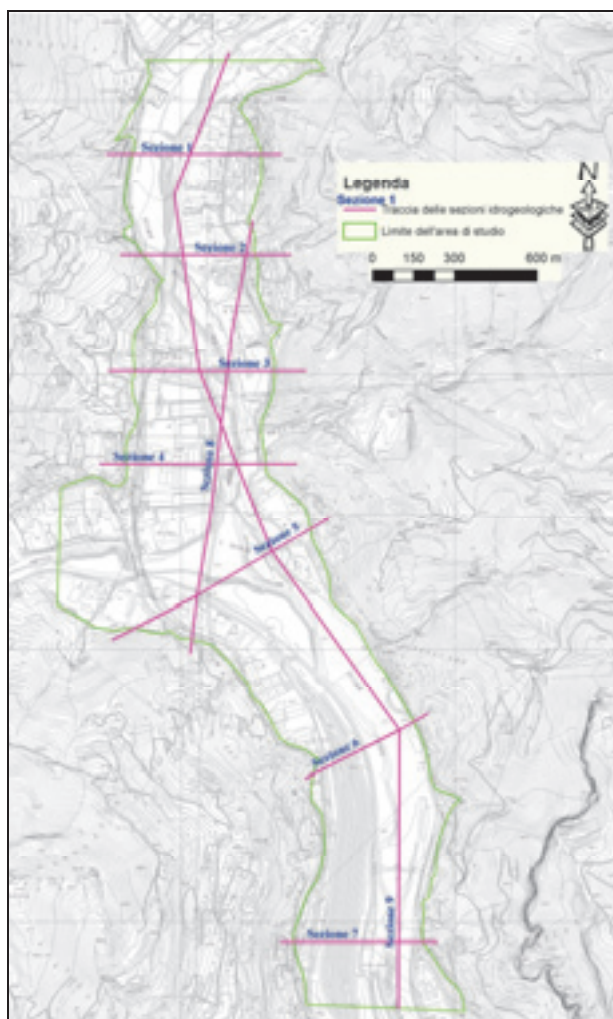 Sezione 1
Legenda
N
Sezione 1
Traccia delle sezioni idrogeologiche
Limite dell'area di studio
0 150 300 600 m
Sezione 2
Sezione 3
Sezione 4
Sezione 8
Sezione 5
Sezione 6
Sezione 9
Sezione 7